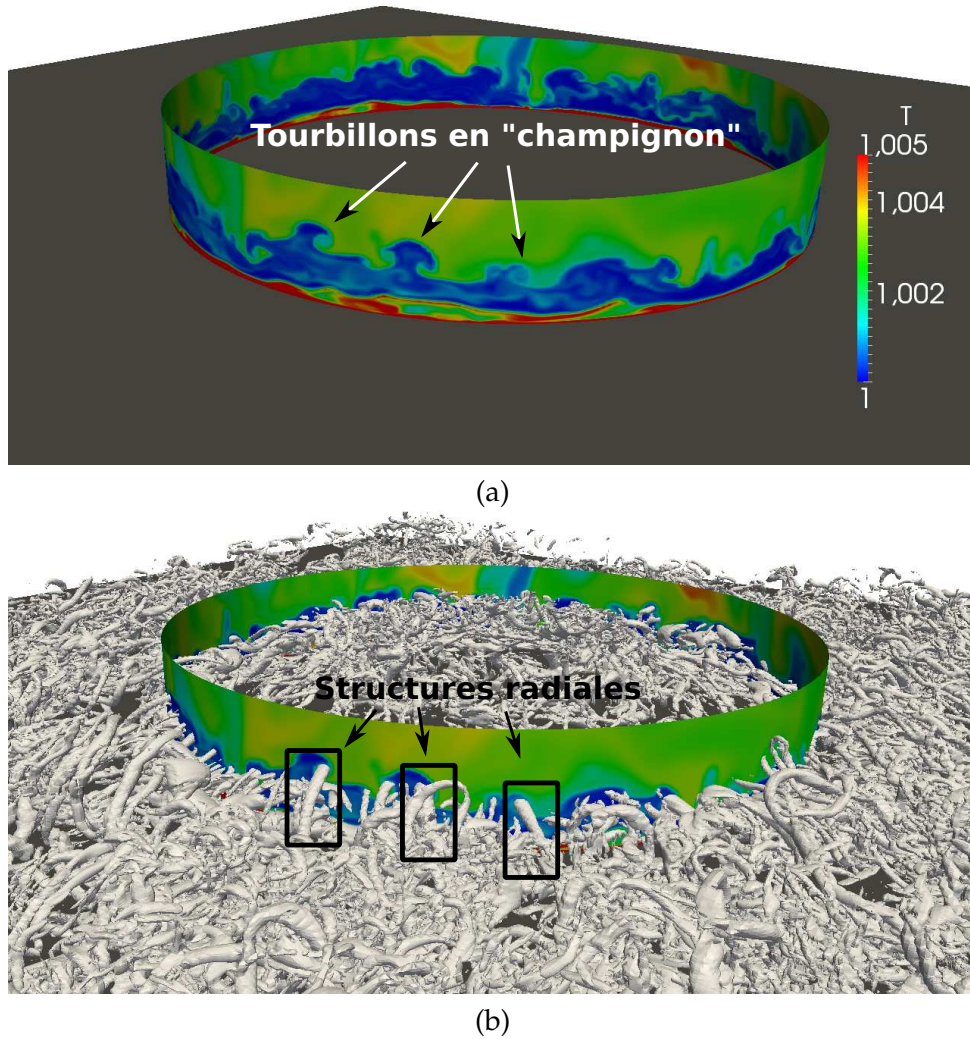 Tourbillons en "champignon"
T
1,005
1,004
1,002
1
(a)
Structures radiales
(b)